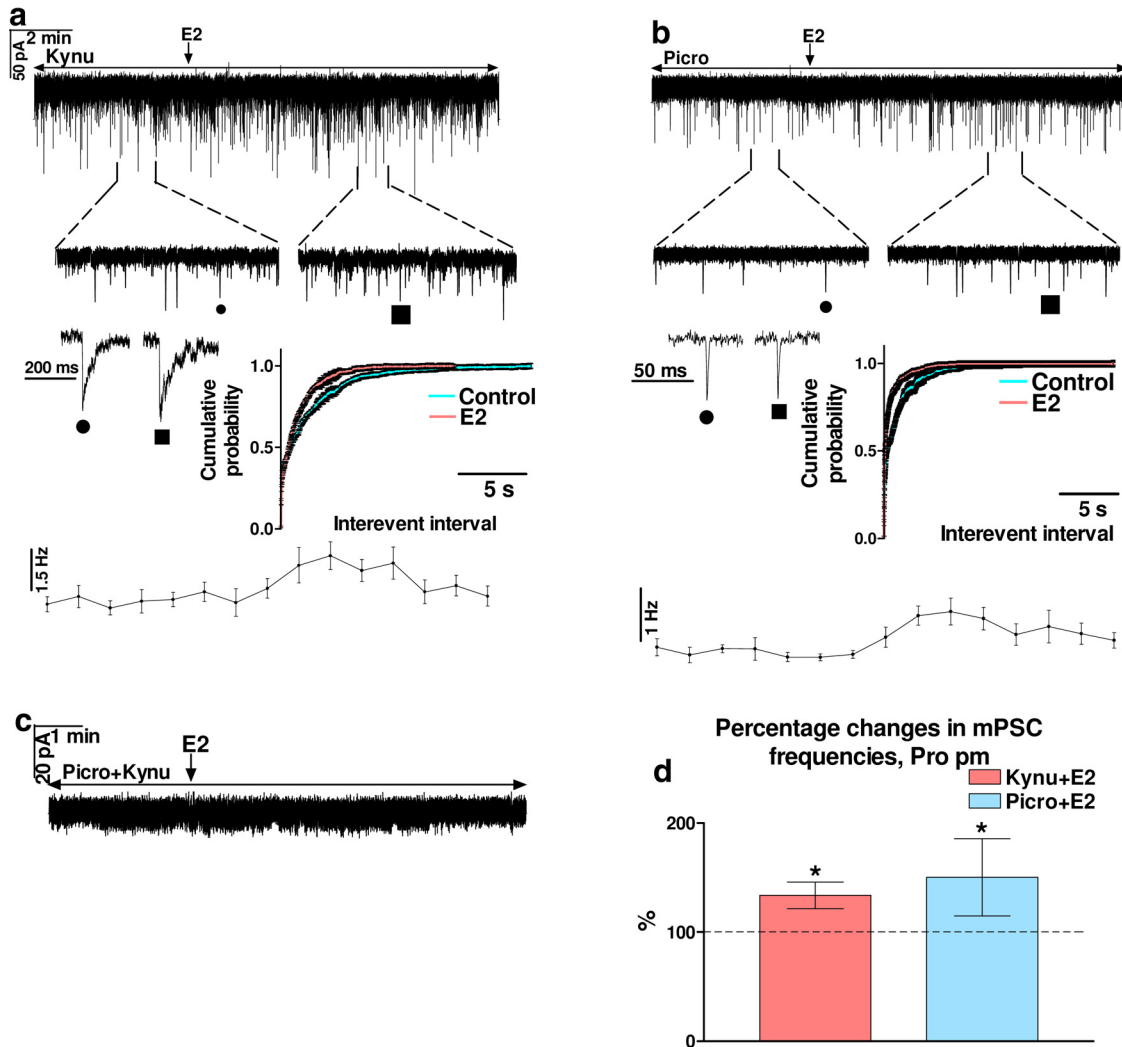 a
2 min
50 pA
Kynu
E2
200 ms
Cumulative
probability
1.0
0.5
0.0
Control
E2
5 s
Interevent interval
1.5 Hz
b
E2
Picro
50 ms
Cumulative
probability
1.0
0.5
0.0
Control
E2
5 s
Interevent interval
1 Hz
c
1 min
20 pA
E2
Picro+Kynu
Percentage changes in mPSC
frequencies, Pro pm
d
Kynu+E2
Picro+E2
%
200
100
0
*
*